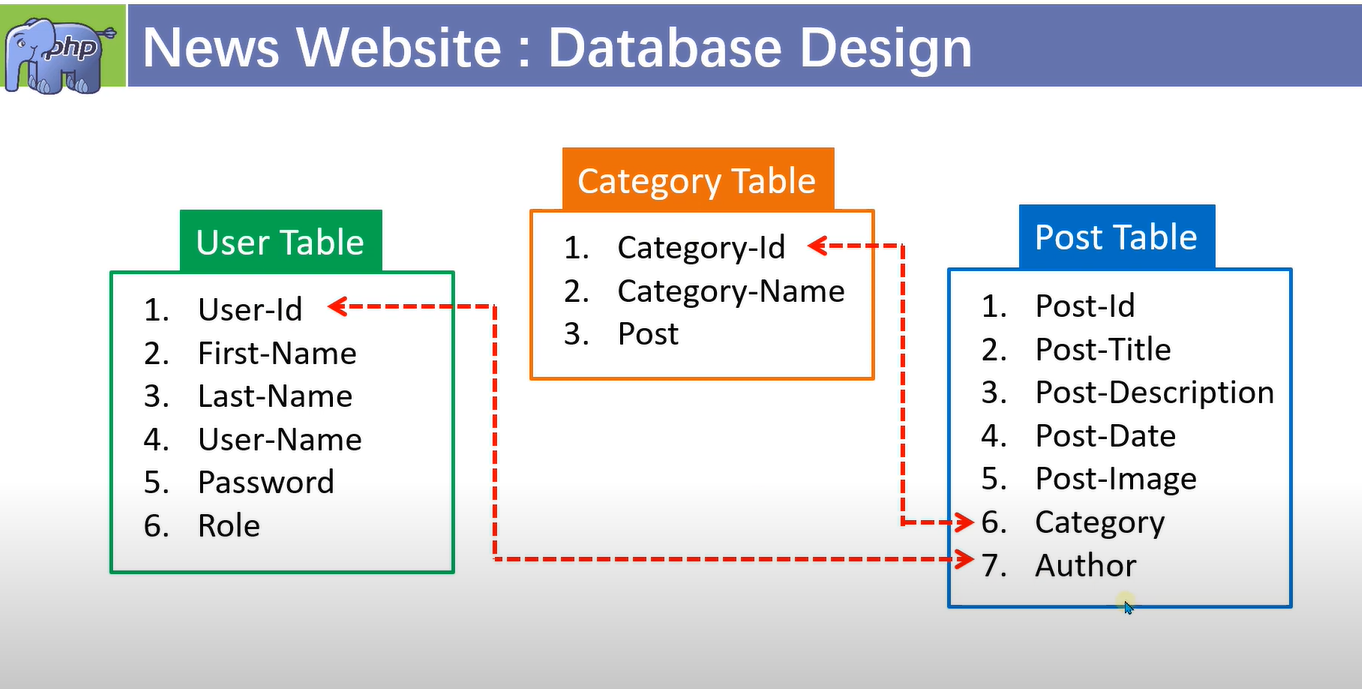 php
News Website : Database Design
User Table
1. User-Id
2. First-Name
3. Last-Name
4. User-Name
5. Password
6. Role
Category Table
1. Category-Id
2. Category-Name
3. Post
Post Table
1. Post-Id
2. Post-Title
3. Post-Description
4. Post-Date
5. Post-Image
6. Category
7. Author